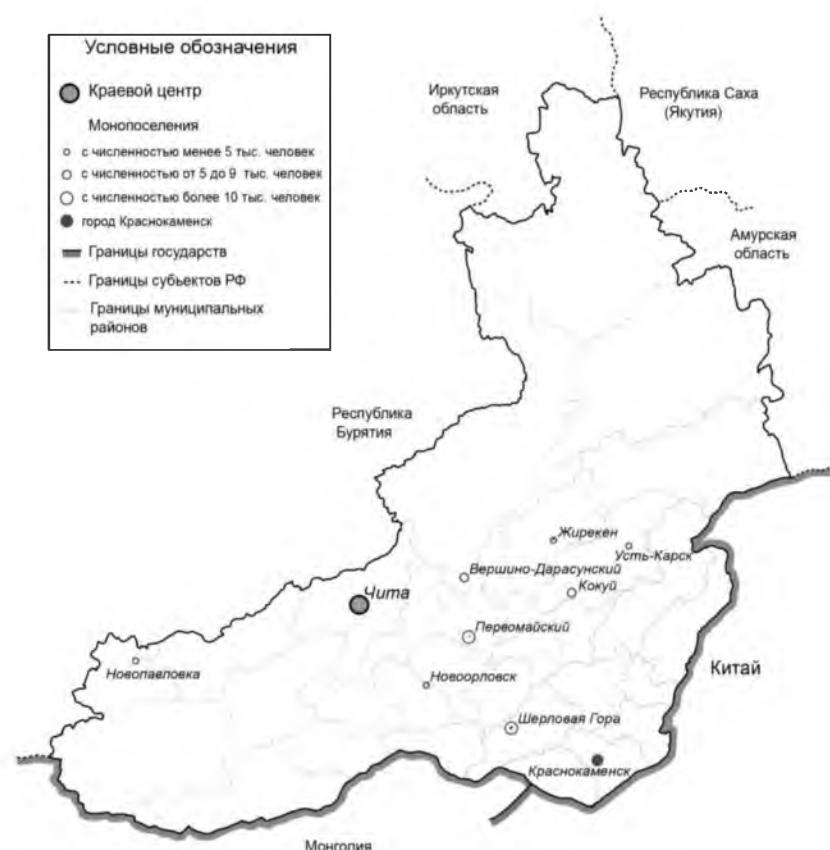 Условные обозначения
Краевой центр
Монопоселения
с численностью менее 5 тыс. человек
с численностью от 5 до 9 тыс. человек
с численностью более 10 тыс. человек
город Краснокаменск
Границы государств
Границы субъектов РФ
Границы муниципальных
районов
Иркутская
область
Республика Саха
(Якутия)
Амурская
область
Республика
Бурятия
Жирекен
Усть-Карск
Вершино-Дарасунский
Кокуй
Чита
Первомайский
Новопавловка
Новоорловск
Китай
Шерловая Гора
Краснокаменск
Монголия